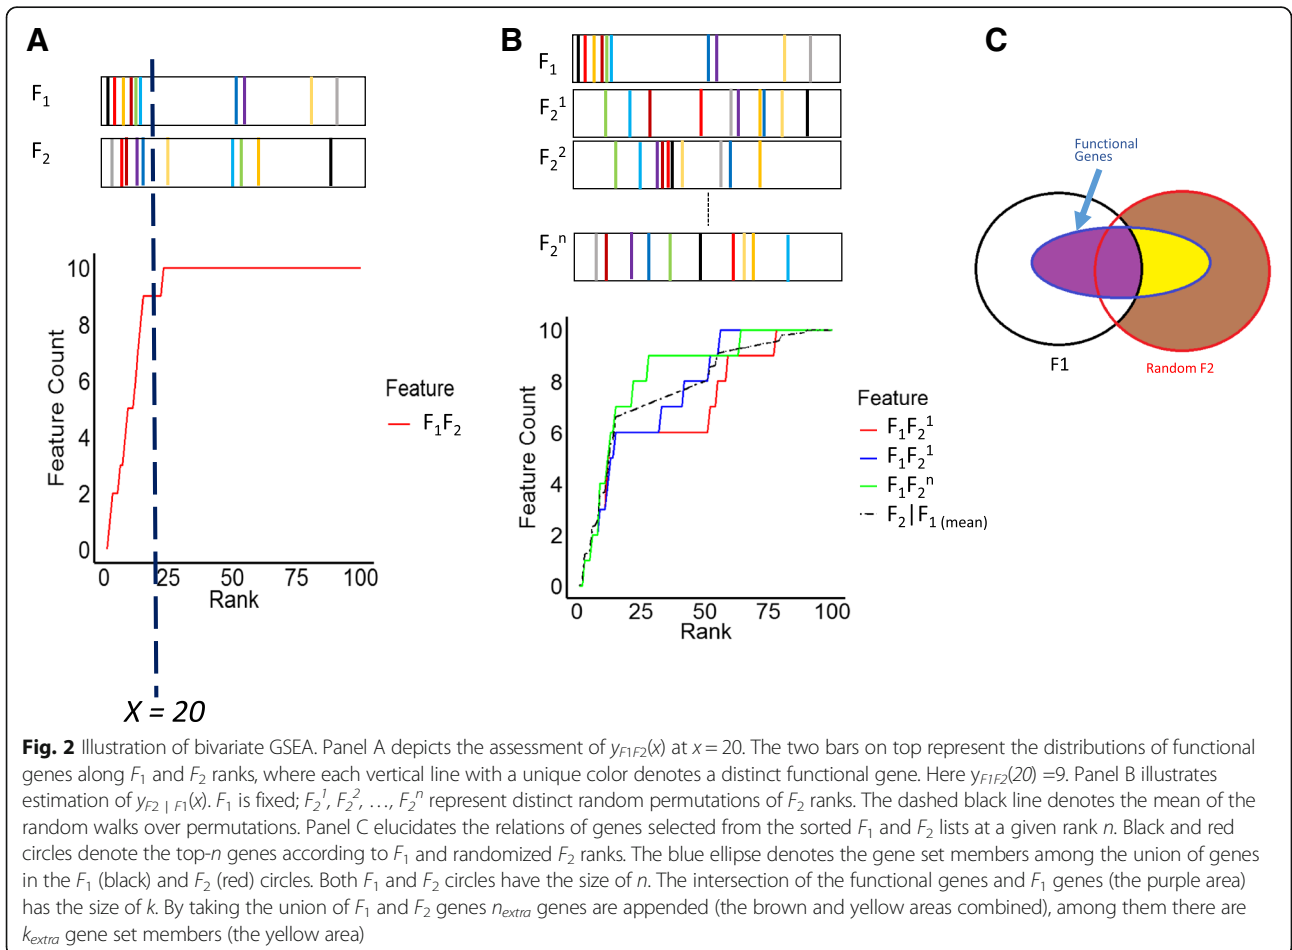 A
F1
F2
10
8
6
4
2
0
Feature Count
0 25 50 75 100
Rank
Feature
F1F2
X = 20
B
F1
F2^1
F2^2
F2^n
10
8
6
4
2
0
Feature Count
0 25 50 75 100
Rank
Feature
F1F2^1
F1F2^1
F1F2^n
F2|F1 (mean)
C
Functional
Genes
F1
Random F2
Fig. 2 Illustration of bivariate GSEA. Panel A depicts the assessment of yF1F2(x) at x = 20. The two bars on top represent the distributions of functional
genes along F1 and F2 ranks, where each vertical line with a unique color denotes a distinct functional gene. Here yF1F2(20) =9. Panel B illustrates
estimation of yF2 | F1(x). F1 is fixed; F2^1, F2^2, …, F2^n represent distinct random permutations of F2 ranks. The dashed black line denotes the mean of the
random walks over permutations. Panel C elucidates the relations of genes selected from the sorted F1 and F2 lists at a given rank n. Black and red
circles denote the top-n genes according to F1 and randomized F2 ranks. The blue ellipse denotes the gene set members among the union of genes
in the F1 (black) and F2 (red) circles. Both F1 and F2 circles have the size of n. The intersection of the functional genes and F1 genes (the purple area)
has the size of k. By taking the union of F1 and F2 genes nextra genes are appended (the brown and yellow areas combined), among them there are
kextra gene set members (the yellow area)